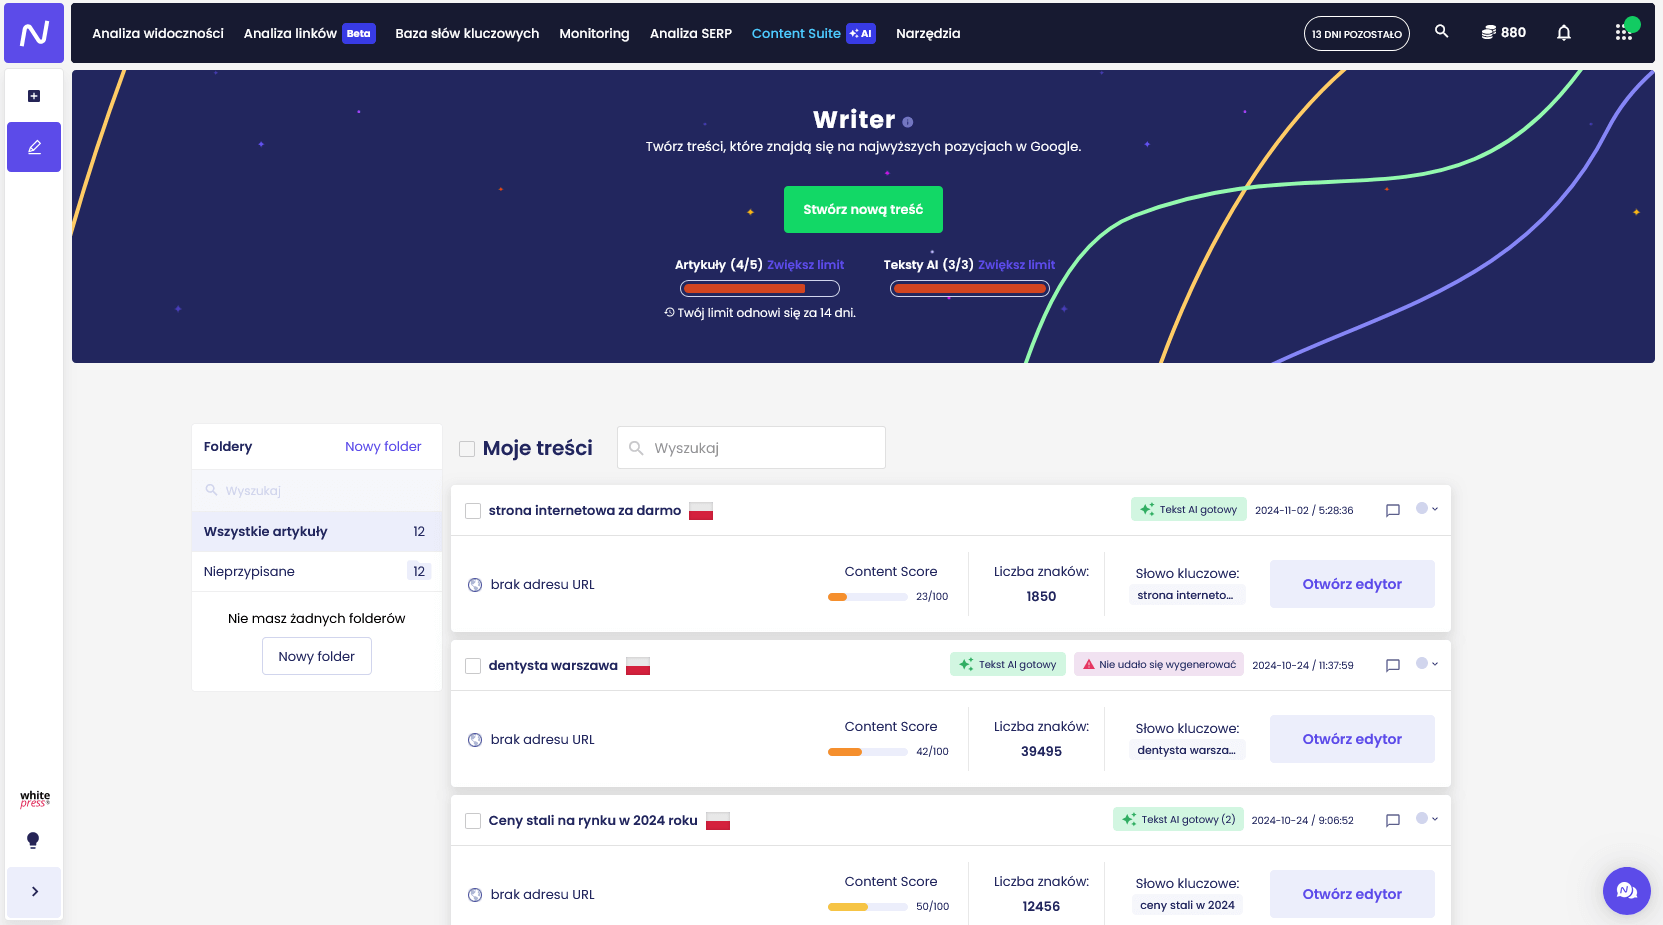 Analiza widoczności
Analiza linków Beta
Baza słów kluczowych
Monitoring
Analiza SERP
Content Suite AI
Narzędzia
13 DNI POZOSTAŁO
880
Writer
Twórz treści, które znajdą się na najwyższych pozycjach w Google.
Stwórz nową treść
Artykuły (4/5) Zwiększ limit
Teksty AI (3/3) Zwiększ limit
Twój limit odnowi się za 14 dni.
Foldery
Nowy folder
Wyszukaj
Wszystkie artykuły 12
Nieprzypisane 12
Nie masz żadnych folderów
Nowy folder
Moje treści
Wyszukaj
strona internetowa za darmo
Tekst AI gotowy
2024-11-02 / 5:28:36
brak adresu URL
Content Score
23/100
Liczba znaków:
1850
Słowo kluczowe:
strona interneto...
Otwórz edytor
dentysta warszawa
Tekst AI gotowy
Nie udało się wygenerować
2024-10-24 / 11:37:59
brak adresu URL
Content Score
42/100
Liczba znaków:
39495
Słowo kluczowe:
dentysta warsza...
Otwórz edytor
Ceny stali na rynku w 2024 roku
Tekst AI gotowy (2)
2024-10-24 / 9:06:52
brak adresu URL
Content Score
50/100
Liczba znaków:
12456
Słowo kluczowe:
ceny stali w 2024
Otwórz edytor
white
press®